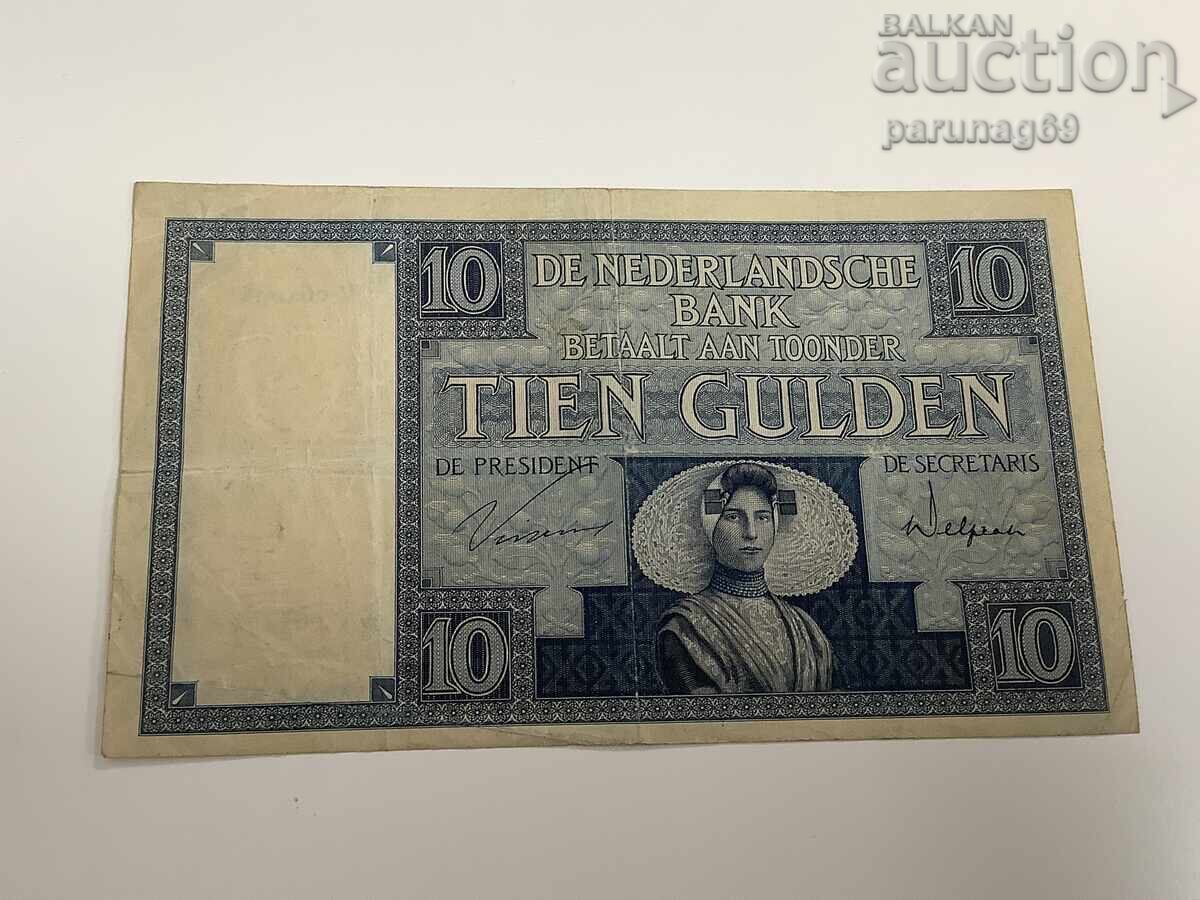 BALKAN
auction
parunag69
10 10
DE NEDERLANDSCHE
BANK
BETAALT AAN TOONDER
TIEN GULDEN
DE PRESIDENT DE SECRETARIS
10 10